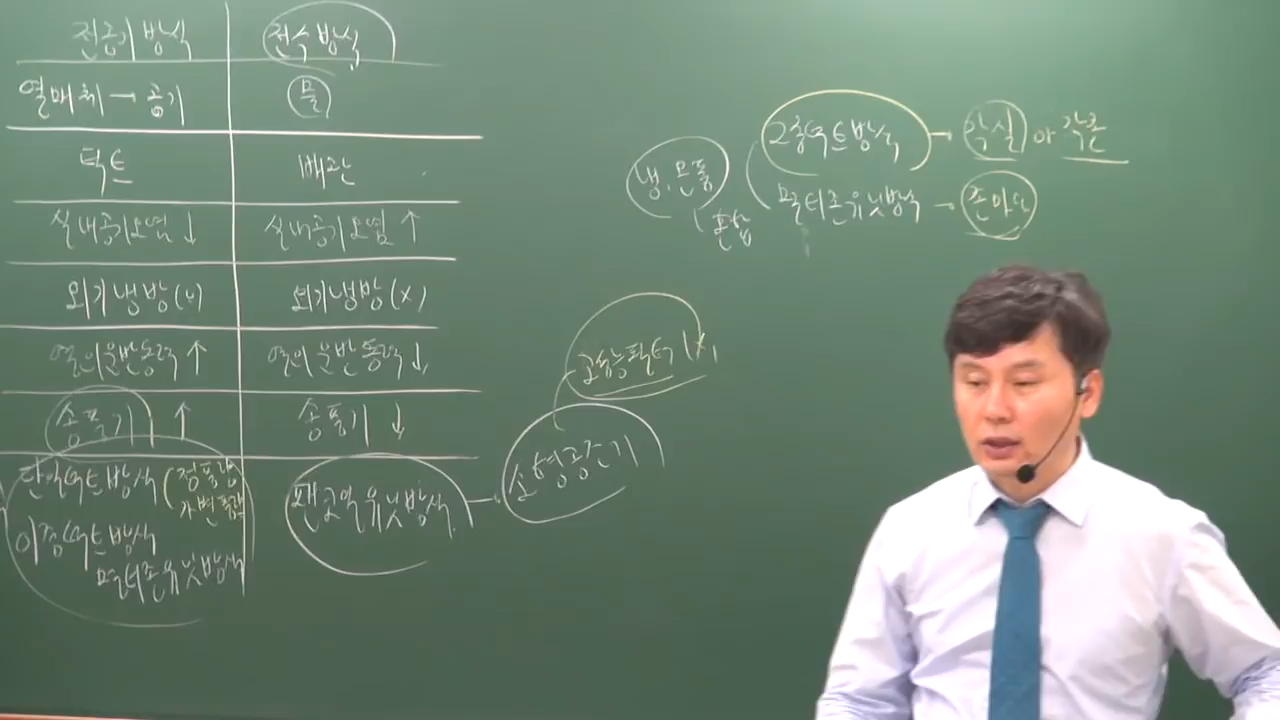 전공기방식 전수방식
열매체→공기 물
덕트 배관
실내공기오염↓ 실내공기오염↑
외기냉방(o) 외기냉방(x)
열의운반동력↑ 열의운반동력↓
송풍기↑ 송풍기↓
단일덕트방식(정풍량
가변풍량
이중덕트방식
멀티존유닛방식
팬코일유닛방식
소형공조기
고성능필터(x)
냉.온풍
혼합
2중덕트방식→각실 or 각존
멀티존유닛방식→존마다